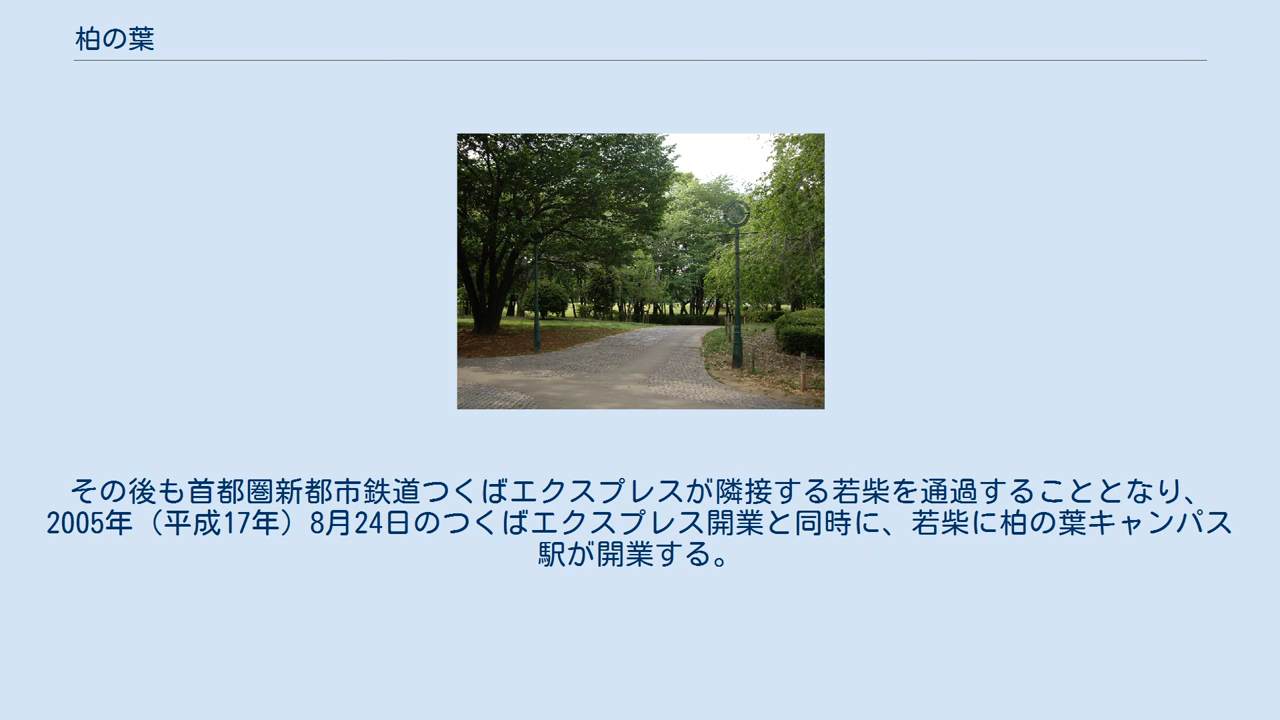 柏の葉
その後も首都圏新都市鉄道つくばエクスプレスが隣接する若柴を通過することとなり、
2005年（平成17年）8月24日のつくばエクスプレス開業と同時に、若柴に柏の葉キャンパス
駅が開業する。